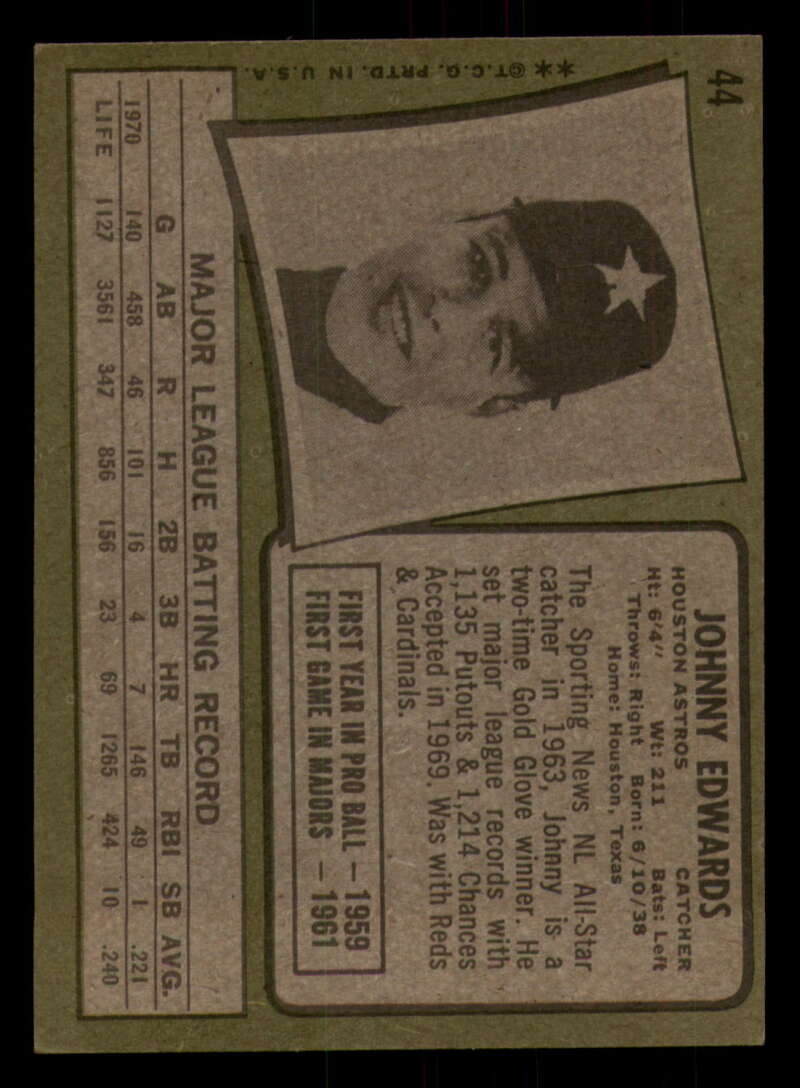 44
**©T.C.G. PRTD. IN U.S.A.
JOHNNY EDWARDS
HOUSTON ASTROS CATCHER
Ht: 6'4" Wt: 211 Bats: Left
Throws: Right Born: 6/10/38
Home: Houston, Texas
The Sporting News NL All-Star
catcher in 1963, Johnny is a
two-time Gold Glove winner. He
set major league records with
1,135 Putouts & 1,214 Chances
Accepted in 1969. Was with Reds
& Cardinals.
FIRST YEAR IN PRO BALL — 1959
FIRST GAME IN MAJORS — 1961
MAJOR LEAGUE BATTING RECORD
G AB R H 2B 3B HR TB RBI SB AVG.
1970 140 458 46 101 16 4 7 146 49 1 .221
LIFE 1127 3561 347 856 156 23 69 1265 424 10 .240